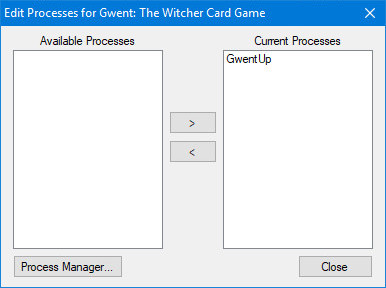 Edit Processes for Gwent: The Witcher Card Game
Available Processes
Current Processes
GwentUp
>
<
Process Manager...
Close